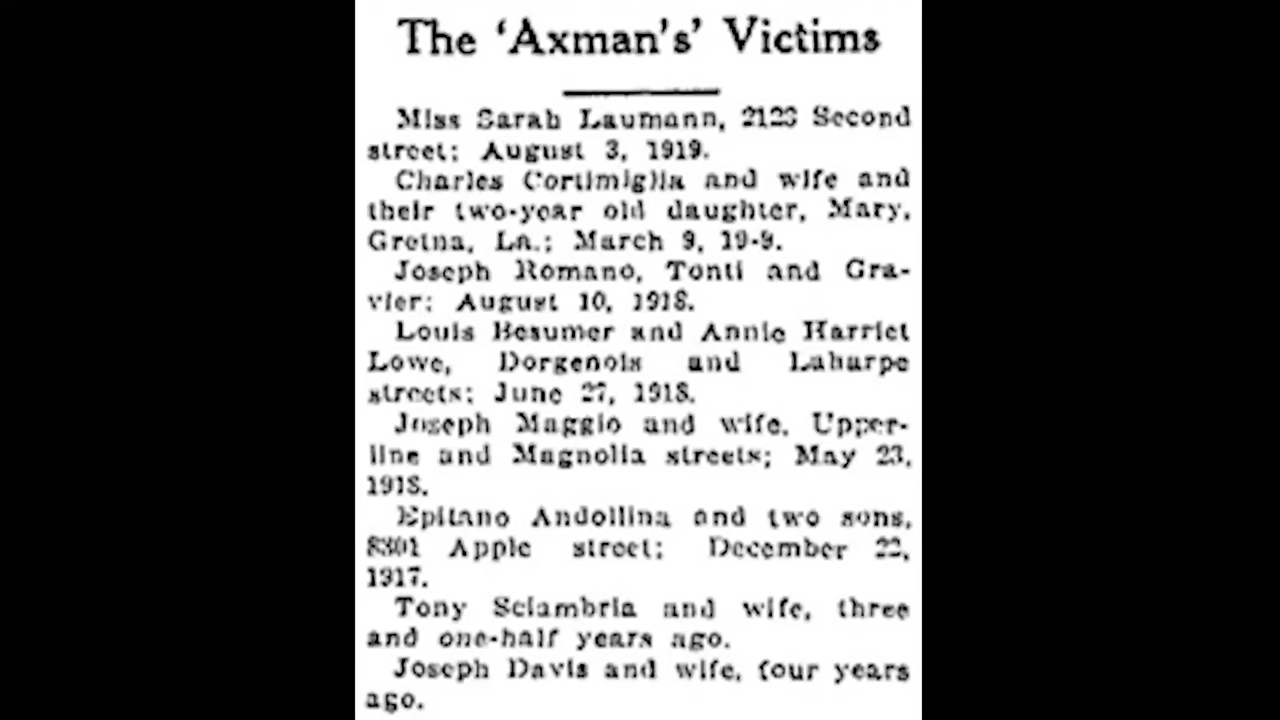 The 'Axman's' Victims
Miss Sarah Laumann, 2123 Second
street; August 3, 1919.
Charles Cortimiglia and wife and
their two-year old daughter, Mary,
Gretna, La.; March 9, 19-9.
Joseph Romano, Tonti and Gra-
vier; August 10, 1918.
Louis Besumer and Annie Harriet
Lowe, Dorgenois and Laharpe
streets; June 27, 1918.
Joseph Maggio and wife, Upper-
line and Magnolia streets; May 23,
1918.
Epitano Andollina and two sons,
8301 Apple street; December 22,
1917.
Tony Sciambria and wife, three
and one-half years ago.
Joseph Davis and wife, four years
ago.